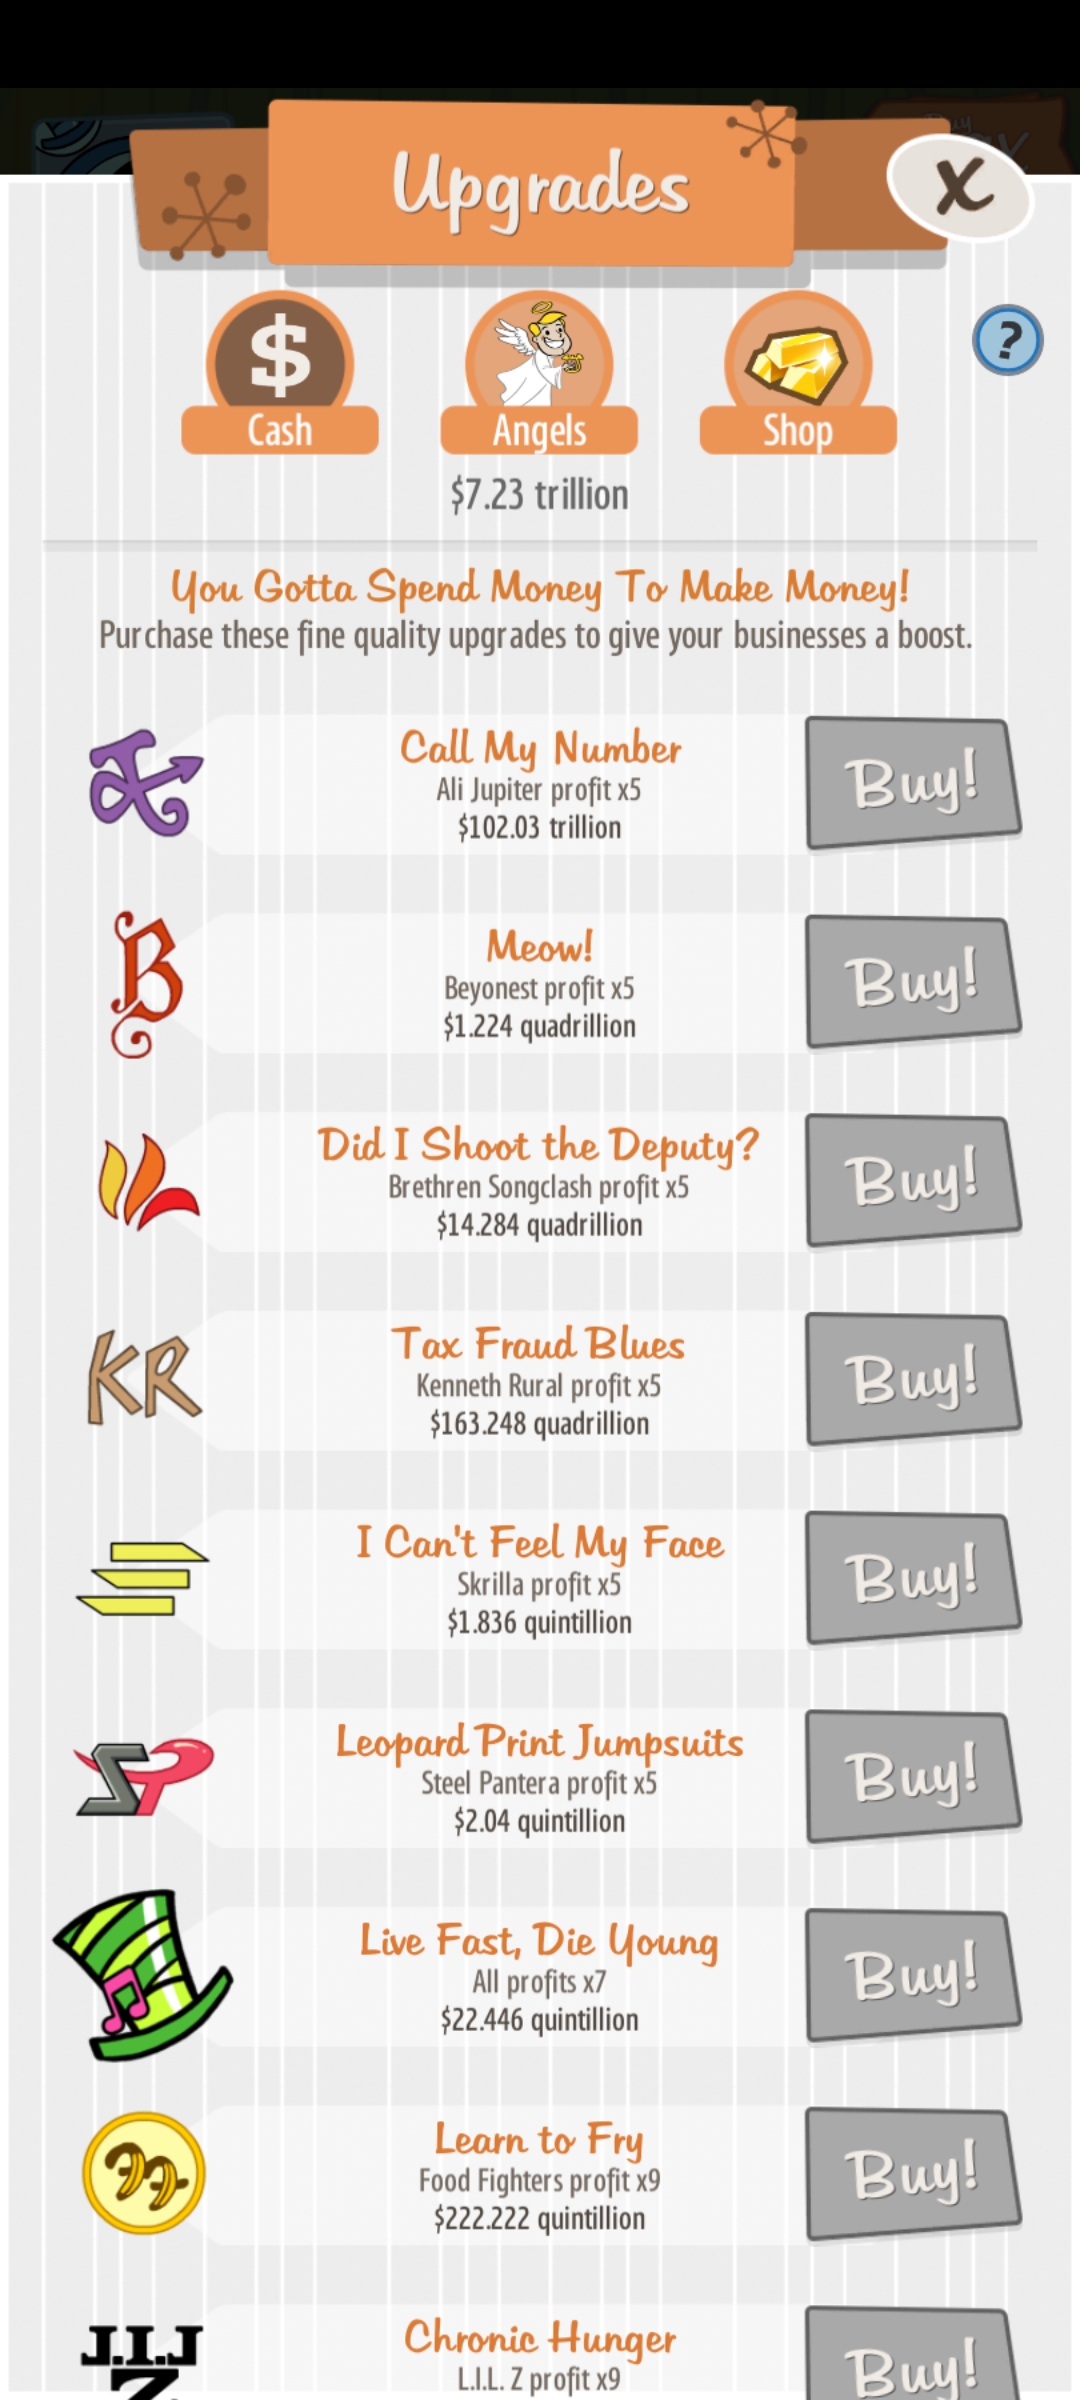 Upgrades
X
$
?
Cash
Angels
Shop
$7.23 trillion
You Gotta Spend Money To Make Money!
Purchase these fine quality upgrades to give your businesses a boost.
Call My Number
Ali Jupiter profit x5
$102.03 trillion
Buy!
B
Meow!
Beyonest profit x5
$1.224 quadrillion
Buy!
Did I Shoot the Deputy?
Brethren Songclash profit x5
$14.284 quadrillion
Buy!
KR
Tax Fraud Blues
Kenneth Rural profit x5
$163.248 quadrillion
Buy!
I Can't Feel My Face
Skrilla profit x5
$1.836 quintillion
Buy!
SP
Leopard Print Jumpsuits
Steel Pantera profit x5
$2.04 quintillion
Buy!
Live Fast, Die Young
All profits x7
$22.446 quintillion
Buy!
Learn to Fry
Food Fighters profit x9
$222.222 quintillion
Buy!
Chronic Hunger
L.I.L. Z profit x9
Buy!